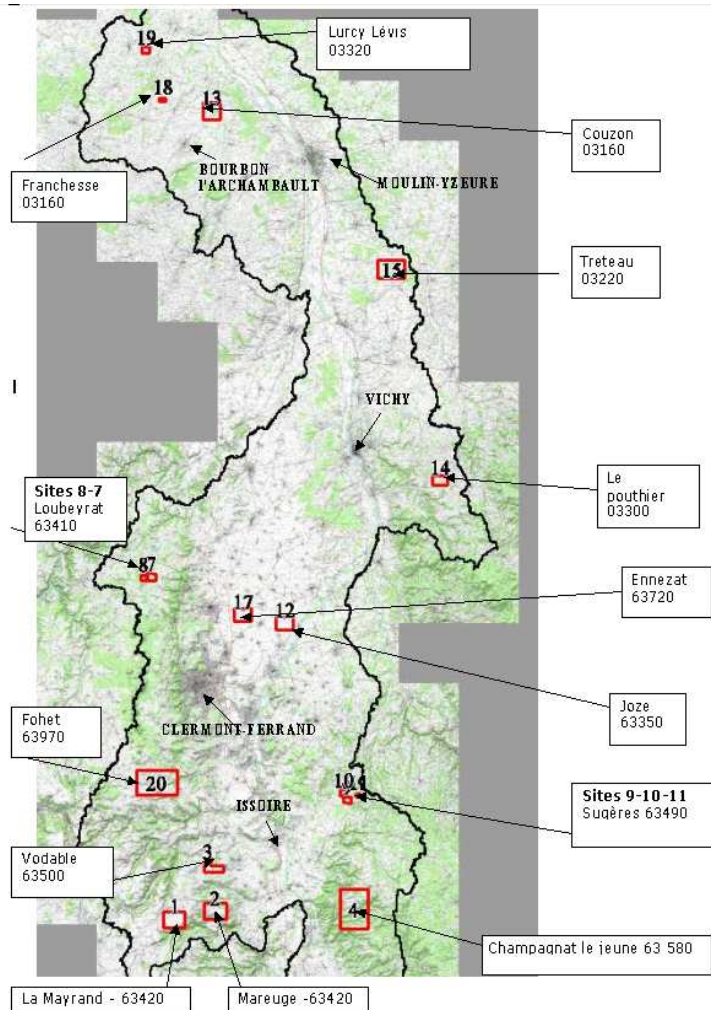 19
Lurcy Lévis
03320
18
13
Couzon
03160
BOURBON
l'ARCHAMBAULT
MOULIN-YZEURE
Franchesse
03160
15
Treteau
03220
VICHY
14
Le
pouthier
03300
Sites 8-7
Loubeyrat
63410
87
Ennezat
63720
17
12
Joze
63350
CLERMONT-FERRAND
Fohet
63970
20
10
ISSOIRE
Sites 9-10-11
Sugères 63490
Vodable
63500
3
1
2
4
Champagnat le jeune 63 580
La Mayrand - 63420
Mareuge -63420